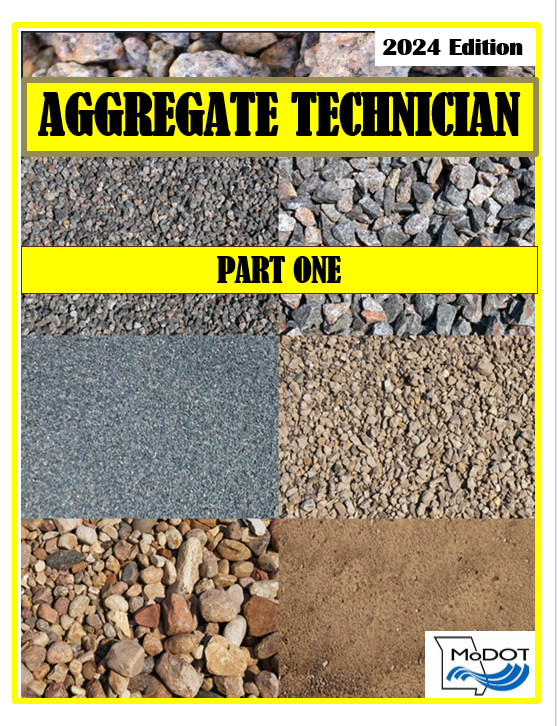 2024 Edition
AGGREGATE TECHNICIAN
PART ONE
MoDOT